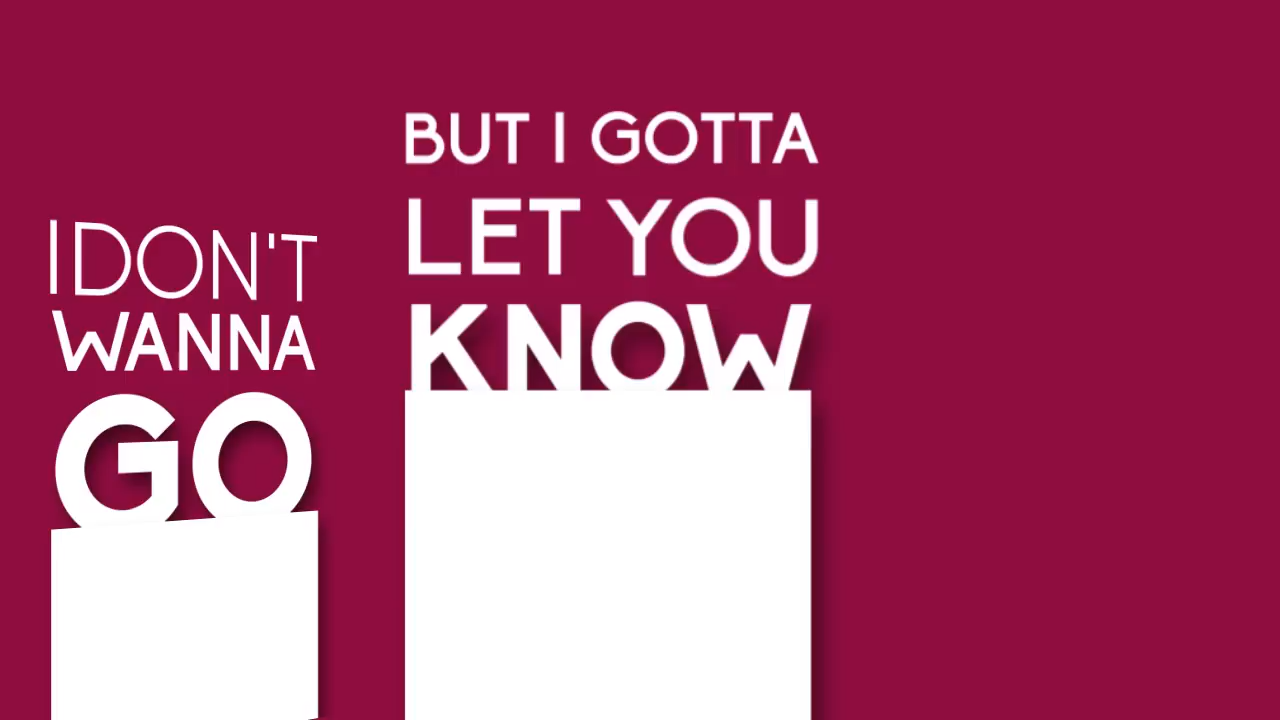 I DON'T
WANNA
GO
BUT I GOTTA
LET YOU
KNOW